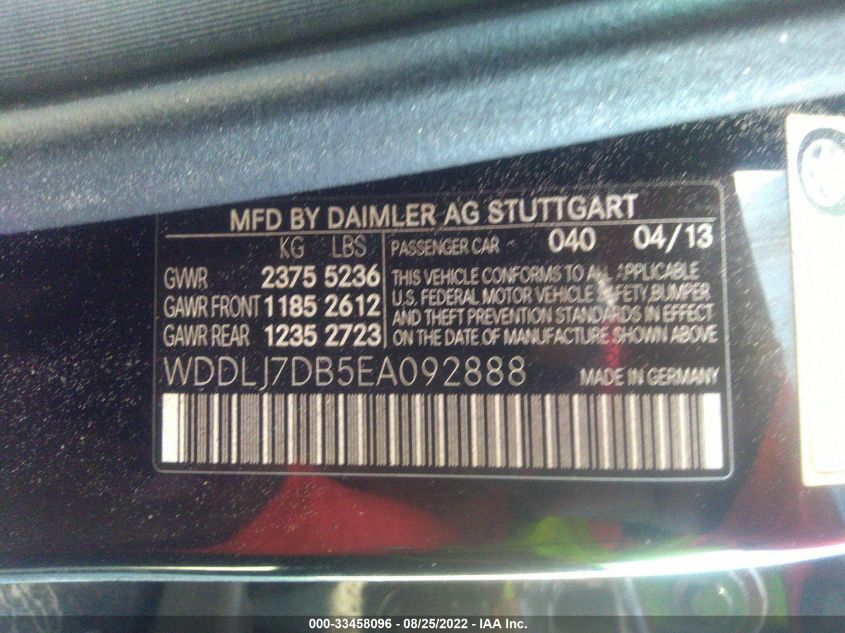 MFD BY DAIMLER AG STUTTGART
KG LBS PASSENGER CAR 040 04/13
GVWR 2375 5236 THIS VEHICLE CONFORMS TO ALL APPLICABLE
GAWR FRONT 1185 2612 U.S. FEDERAL MOTOR VEHICLE SAFETY, BUMPER
AND THEFT PREVENTION STANDARDS IN EFFECT
GAWR REAR 1235 2723 ON THE DATE OF MANUFACTURE SHOWN ABOVE
WDDLJ7DB5EA092888 MADE IN GERMANY
000-33458096 - 08/25/2022 - IAA Inc.